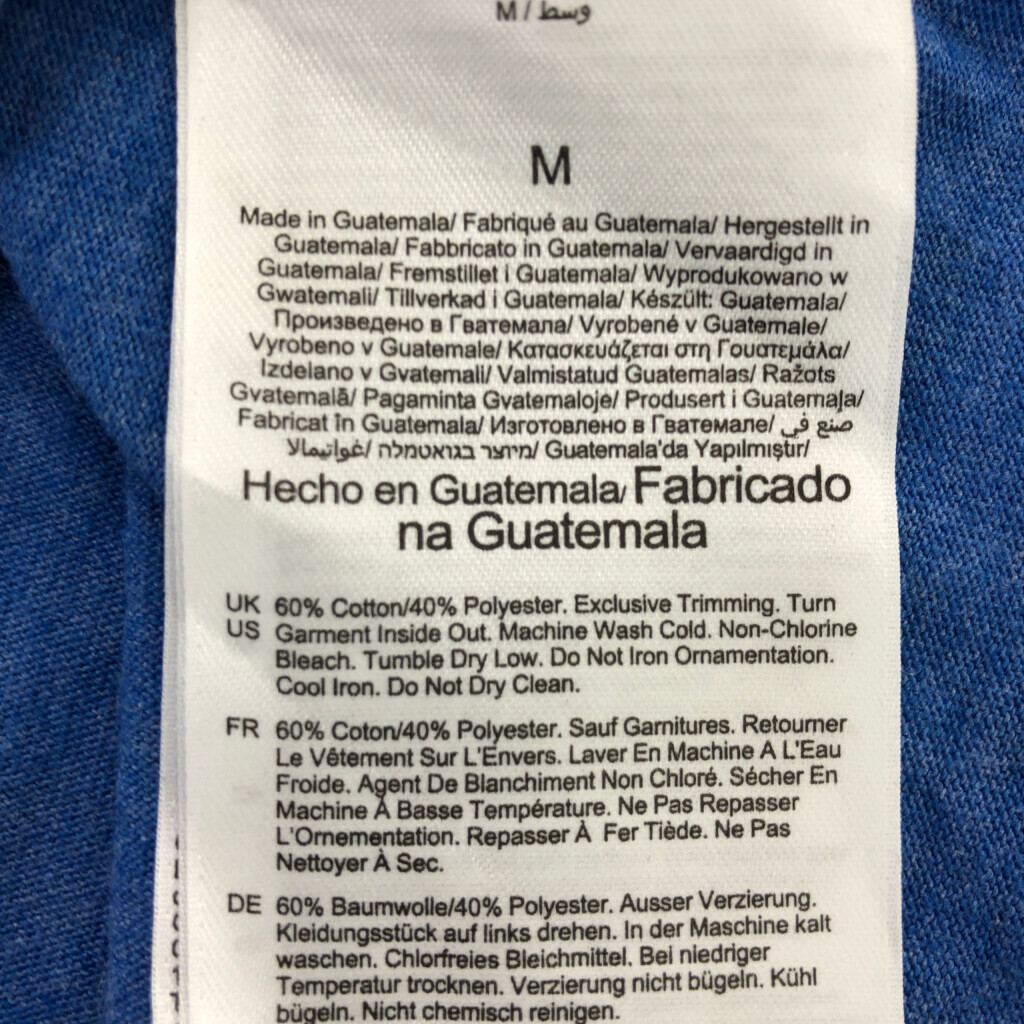 M / وسط
M
Made in Guatemala/ Fabriqué au Guatemala/ Hergestellt in
Guatemala/ Fabbricato in Guatemala/ Vervaardigd in
Guatemala/ Fremstillet i Guatemala/ Wyprodukowano w
Gwatemali/ Tillverkad i Guatemala/ Készült: Guatemala/
Произведено в Гватемала/ Vyrobené v Guatemale/
Vyrobeno v Guatemale/ Κατασκευάζεται στη Γουατεμάλα/
Izdelano v Gvatemali/ Valmistatud Guatemalas/ Ražots
Gvatemalā/ Pagaminta Gvatemaloje/ Produsert i Guatemala/
Fabricat în Guatemala/ Изготовлено в Гватемале/ صنع في
غواتيمالا/ מיוצר בגואטמלה/ Guatemala'da Yapılmıştır/
Hecho en Guatemala/ Fabricado
na Guatemala
UK 60% Cotton/40% Polyester. Exclusive Trimming. Turn
US Garment Inside Out. Machine Wash Cold. Non-Chlorine
Bleach. Tumble Dry Low. Do Not Iron Ornamentation.
Cool Iron. Do Not Dry Clean.
FR 60% Coton/40% Polyester. Sauf Garnitures. Retourner
Le Vêtement Sur L'Envers. Laver En Machine A L'Eau
Froide. Agent De Blanchiment Non Chloré. Sécher En
Machine À Basse Température. Ne Pas Repasser
L'Ornementation. Repasser À Fer Tiède. Ne Pas
Nettoyer À Sec.
DE 60% Baumwolle/40% Polyester. Ausser Verzierung.
Kleidungsstück auf links drehen. In der Maschine kalt
waschen. Chlorfreies Bleichmittel. Bei niedriger
Temperatur trocknen. Verzierung nicht bügeln. Kühl
bügeln. Nicht chemisch reinigen.